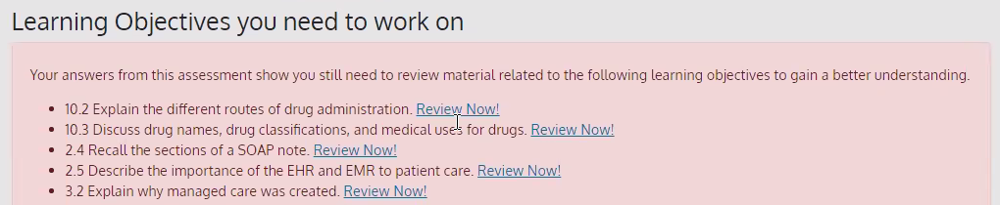 Learning Objectives you need to work on
Your answers from this assessment show you still need to review material related to the following learning objectives to gain a better understanding.
• 10.2 Explain the different routes of drug administration. Review Now!
• 10.3 Discuss drug names, drug classifications, and medical uses for drugs. Review Now!
• 2.4 Recall the sections of a SOAP note. Review Now!
• 2.5 Describe the importance of the EHR and EMR to patient care. Review Now!
• 3.2 Explain why managed care was created. Review Now!